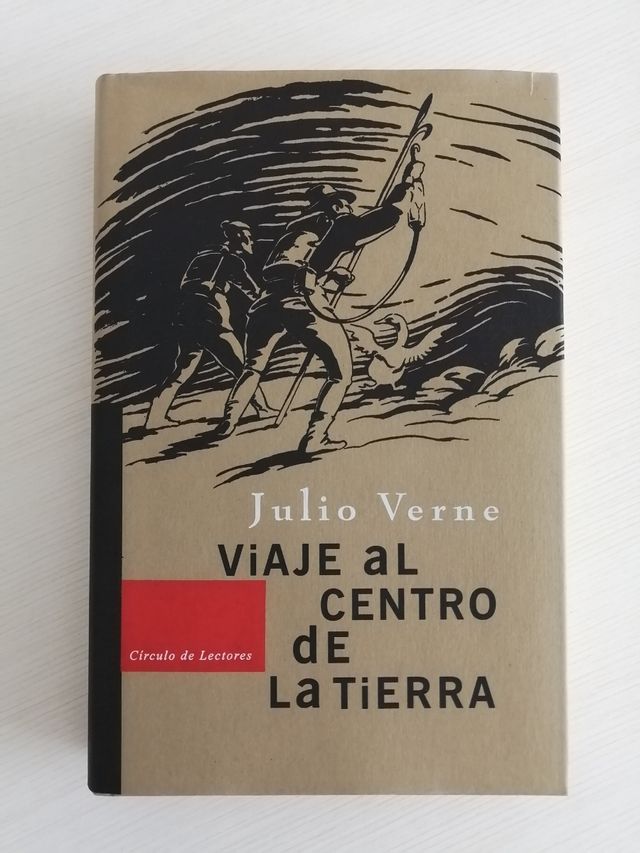 Julio Verne
ViAJE aL
CENTRO
dE
LaTiERRA
Círculo de Lectores